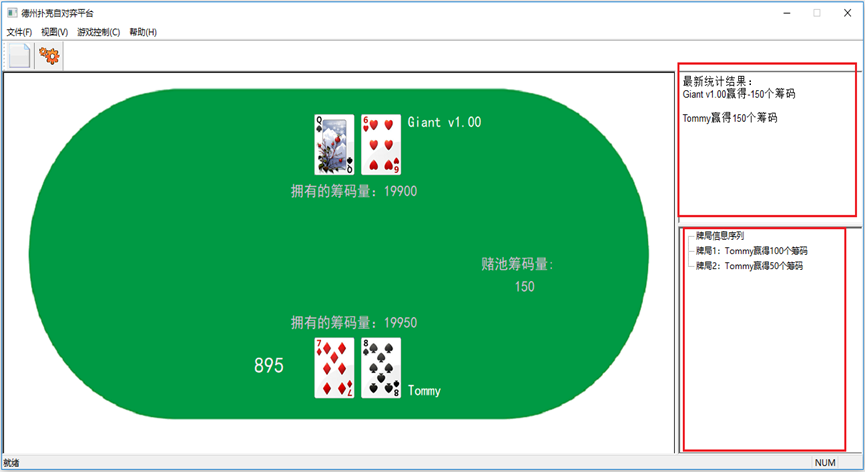 德州扑克自对弈平台
文件(F) 视图(V) 游戏控制(C) 帮助(H)
Q Q 6 6 Giant v1.00
拥有的筹码量: 19900
赌池筹码量:
150
拥有的筹码量: 19950
895
7 7 8 8 Tommy
最新统计结果:
Giant v1.00赢得-150个筹码
Tommy赢得150个筹码
牌局信息序列
牌局1: Tommy赢得100个筹码
牌局2: Tommy赢得50个筹码
就绪 NUM